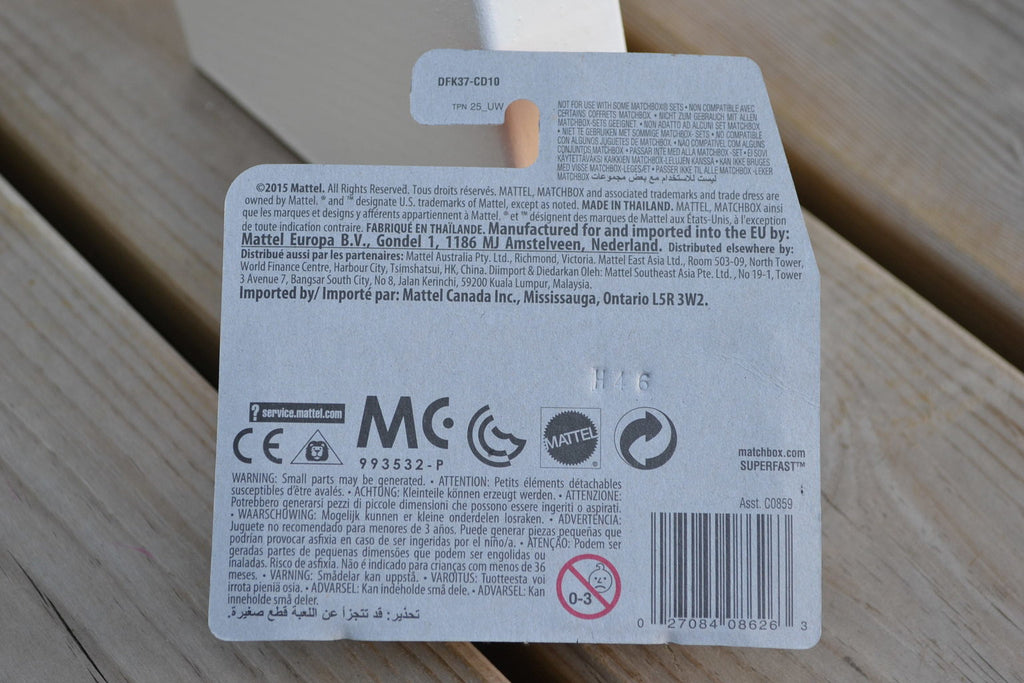 DFK37-CD10
TPN 25_UW
NOT FOR USE WITH SOME MATCHBOX® SETS • NON COMPATIBLE AVEC
CERTAINS COFFRETS MATCHBOX • NICHT ZUM GEBRAUCH MIT ALLEN
MATCHBOX-SETS GEEIGNET • NON ADATTO AD ALCUNI SET MATCHBOX
• NIET TE GEBRUIKEN MET SOMMIGE MATCHBOX- SETS • NO COMPATIBLE
CON ALGUNOS JUGUETES DE MATCHBOX. • NÃO COMPATÍVEL COM ALGUNS
CONJUNTOS MATCHBOX • PASSAR INTE MED ALLA MATCHBOX -SET • EI SOVI
KÄYTETTÄVÄKSI KAIKKIEN MATCHBOX-LELUJEN KANSSA • KAN IKKE BRUGES
MED VISSE MATCHBOX-LEGESÆT • PASSER IKKE TIL ALLE MATCHBOX -LEKER
MATCHBOX ليست للاستخدام مع بعض مجموعات
©2015 Mattel. All Rights Reserved. Tous droits réservés. MATTEL, MATCHBOX and associated trademarks and trade dress are
owned by Mattel. ® and ™ designate U.S. trademarks of Mattel, except as noted. MADE IN THAILAND. MATTEL, MATCHBOX ainsi
que les marques et designs y afférents appartiennent à Mattel. ® et ™ désignent des marques de Mattel aux États-Unis, à l'exception
de toute indication contraire. FABRIQUÉ EN THAÏLANDE. Manufactured for and imported into the EU by:
Mattel Europa B.V., Gondel 1, 1186 MJ Amstelveen, Nederland. Distributed elsewhere by:
Distribué aussi par les partenaires: Mattel Australia Pty. Ltd., Richmond, Victoria. Mattel East Asia Ltd., Room 503-09, North Tower,
World Finance Centre, Harbour City, Tsimshatsui, HK, China. Diimport & Diedarkan Oleh: Mattel Southeast Asia Pte. Ltd., No 19-1, Tower
3 Avenue 7, Bangsar South City, No 8, Jalan Kerinchi, 59200 Kuala Lumpur, Malaysia.
Imported by/ Importé par: Mattel Canada Inc., Mississauga, Ontario L5R 3W2.
H46
? service.mattel.com
CE
MC
993532-P
MATTEL
®
matchbox.com
SUPERFAST™
Asst. C0859
WARNING: Small parts may be generated. • ATTENTION: Petits éléments détachables
susceptibles d'être avalés. • ACHTUNG: Kleinteile können erzeugt werden. • ATTENZIONE:
Potrebbero generarsi pezzi di piccole dimensioni che possono essere ingeriti o aspirati.
• WAARSCHUWING: Mogelijk kunnen er kleine onderdelen losraken. • ADVERTENCIA:
Juguete no recomendado para menores de 3 años. Puede generar piezas pequeñas que
podrían provocar asfixia en caso de ser ingeridas por el niño/a. • ATENÇÃO: Podem ser
geradas partes de pequenas dimensões que podem ser engolidas ou
inaladas. Risco de asfixia. Não é indicado para crianças com menos de 36
meses. • VARNING: Smådelar kan uppstå. • VAROITUS: Tuotteesta voi
irrota pieniä osia. • ADVARSEL: Kan indeholde små dele. • ADVARSEL: Kan
inneholde små deler.
تحذير: قد تتجزأ عن اللعبة قطع صغيرة.
0-3
0 27084 08626 3